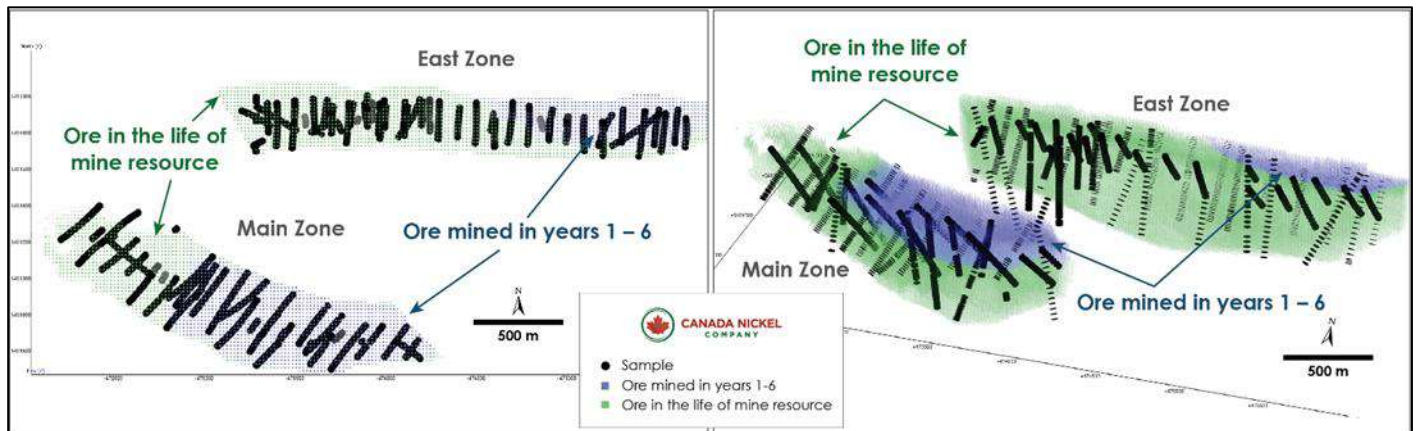 East Zone
Ore in the life of
mine resource
Main Zone
Ore mined in years 1 – 6
N
500 m
Ore in the life of
mine resource
East Zone
Main Zone
Ore mined in years 1 – 6
N
500 m
CANADA NICKEL
COMPANY
Sample
Ore mined in years 1-6
Ore in the life of mine resource